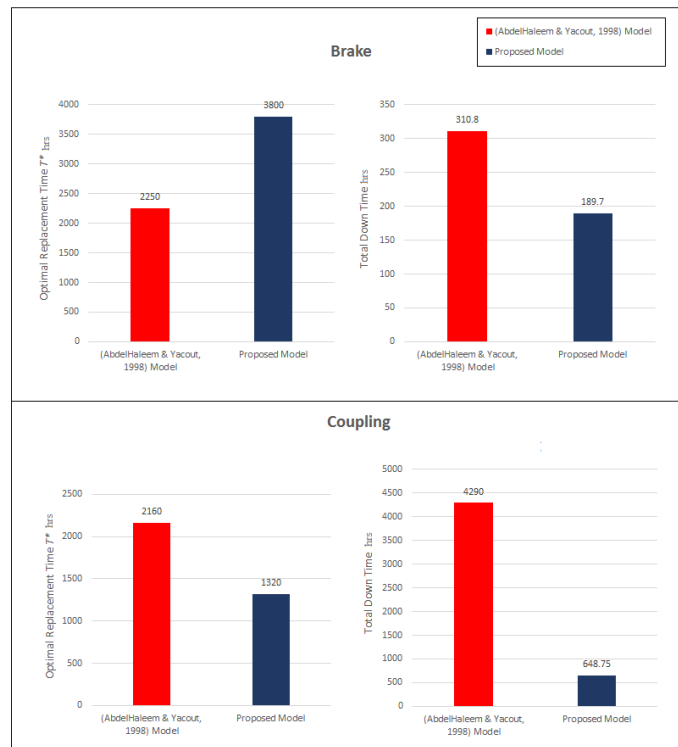 (AbdelHaleem & Yacout, 1998) Model
Proposed Model
Brake
Optimal Replacement Time T* hrs
4000
3500
3000
2500
2000
1500
1000
500
0
2250
3800
(AbdelHaleem & Yacout,
1998) Model
Proposed Model
Total Down Time hrs
350
300
250
200
150
100
50
0
310.8
189.7
(AbdelHaleem & Yacout,
1998) Model
Proposed Model
Coupling
Optimal Replacement Time T* hrs
2500
2000
1500
1000
500
0
2160
1320
(AbdelHaleem & Yacout,
1998) Model
Proposed Model
Total Down Time hrs
5000
4500
4000
3500
3000
2500
2000
1500
1000
500
0
4290
648.75
(AbdelHaleem & Yacout,
1998) Model
Proposed Model